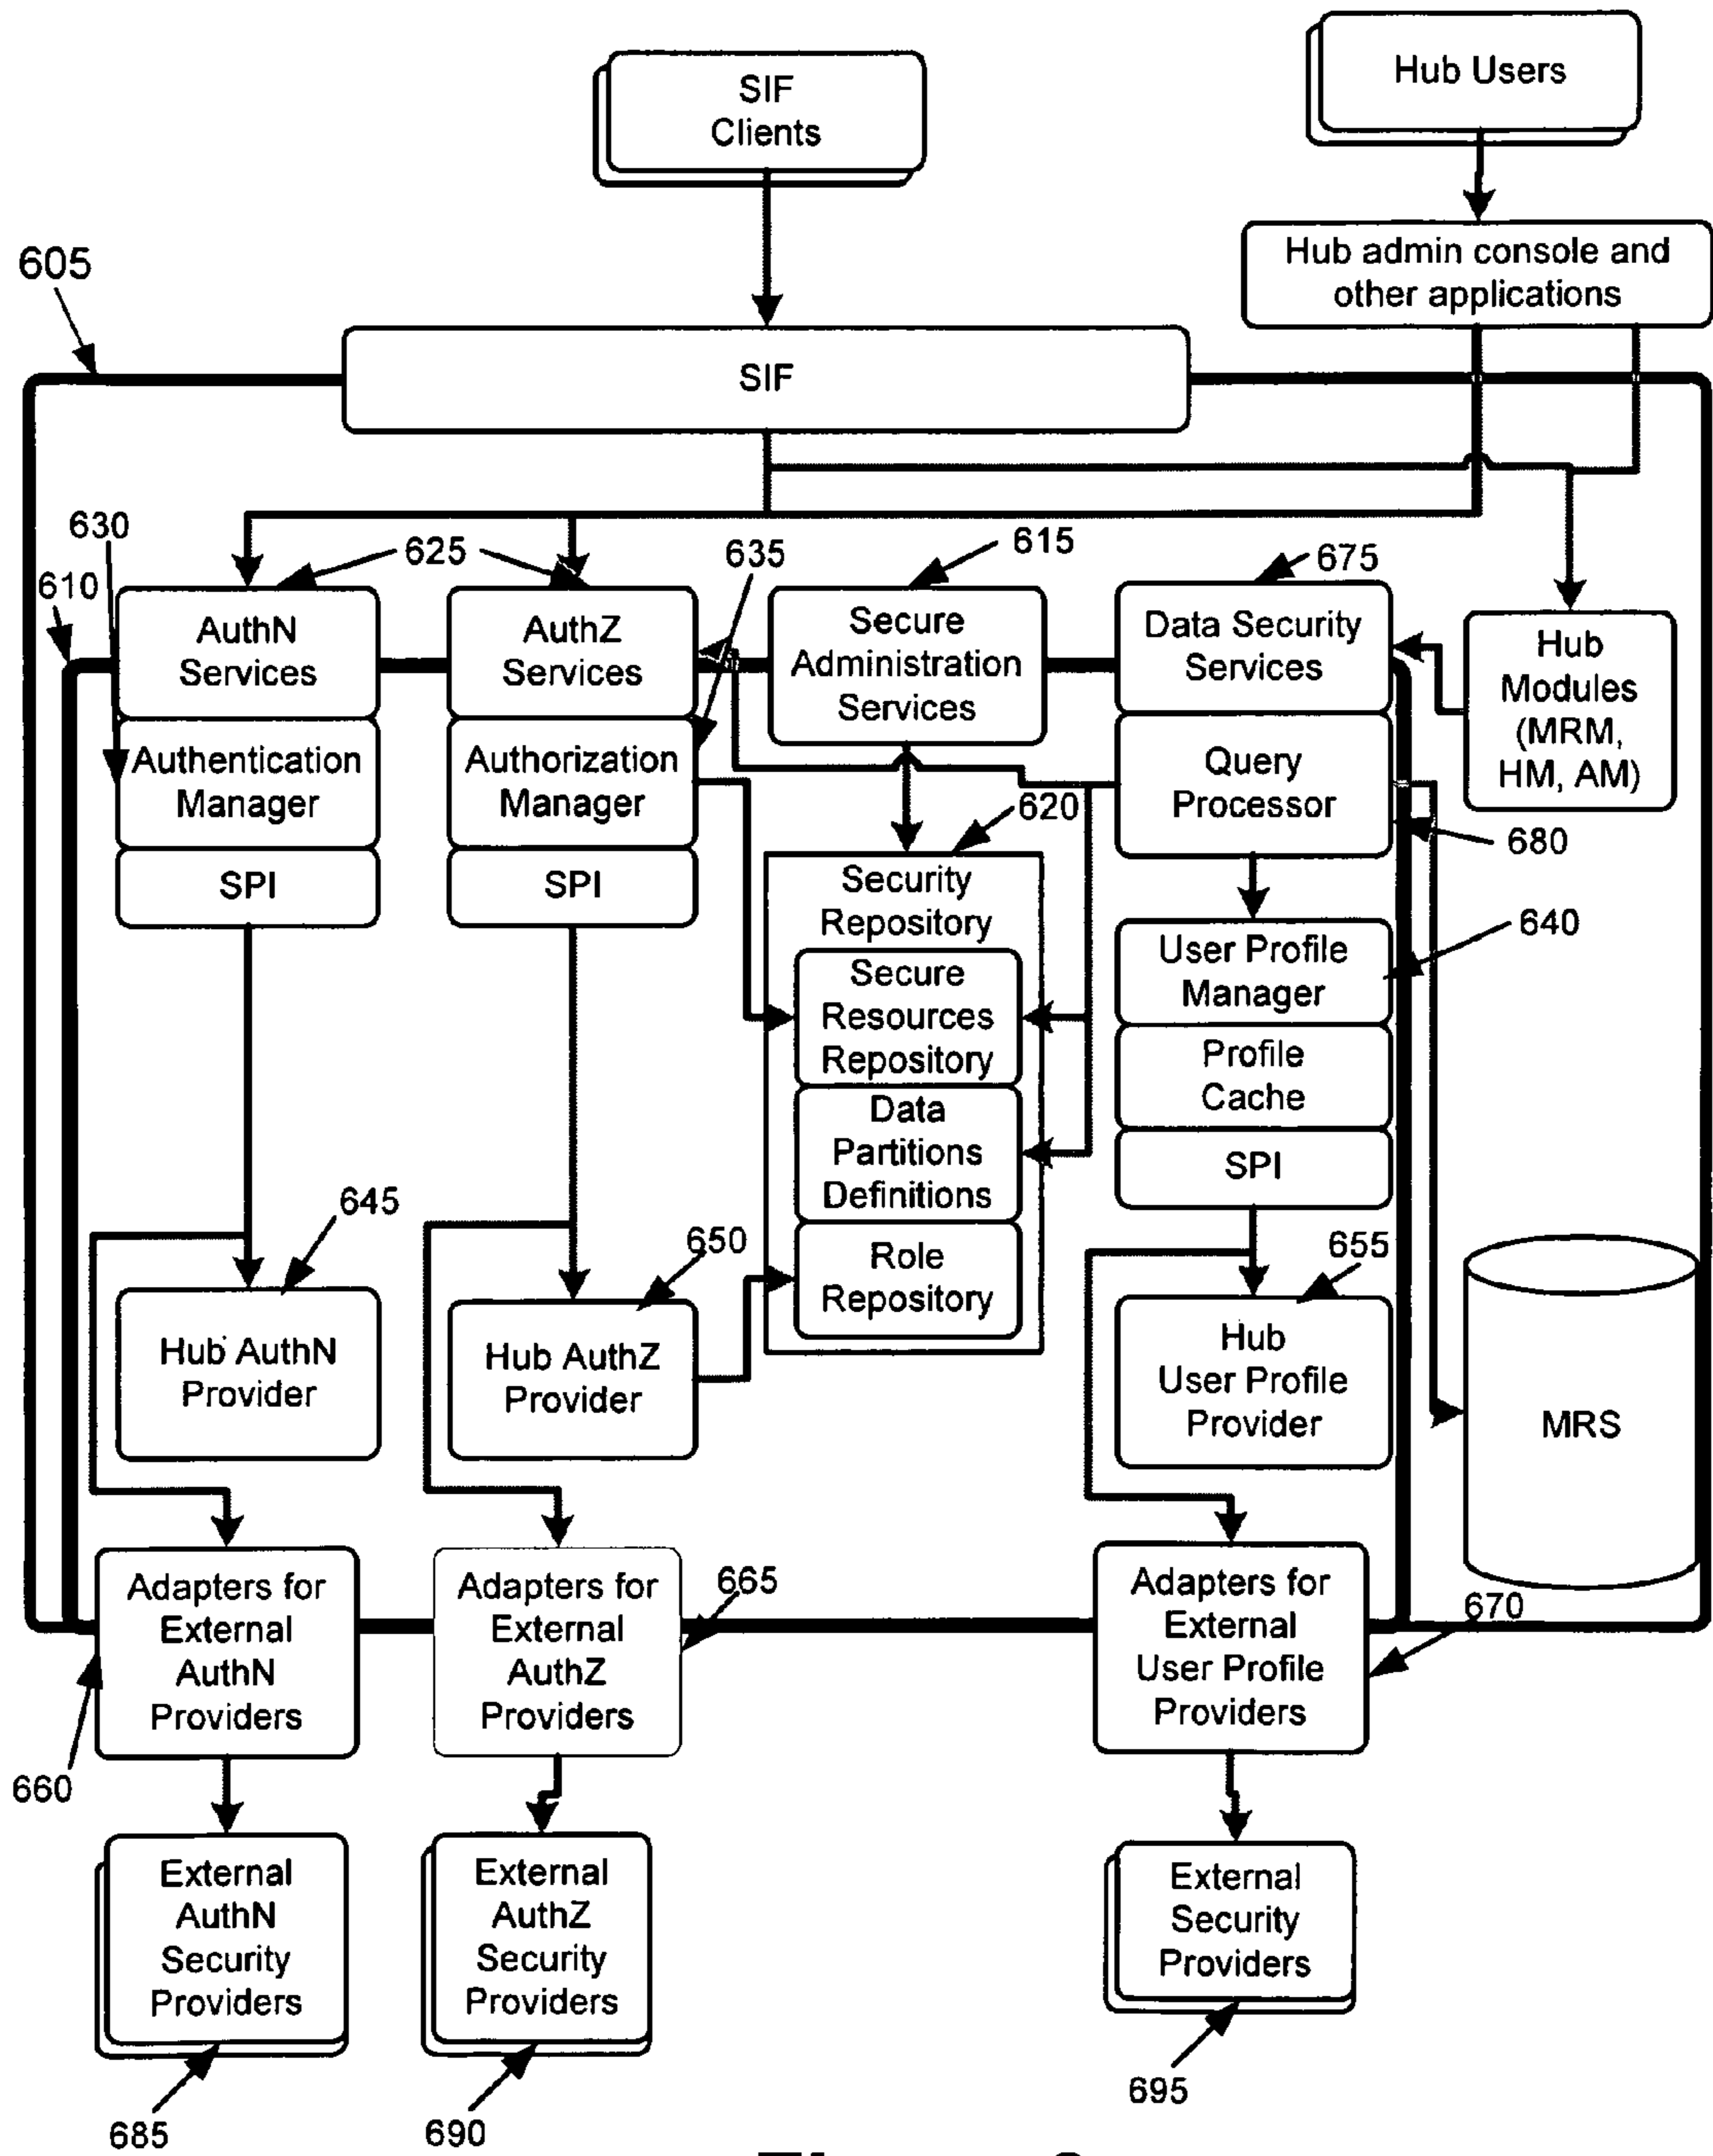 Hub Users
SIF
Clients
Hub admin console and
other applications
605
SIF
630
625
635
615
675
610
AuthN
Services
AuthZ
Services
Secure
Administration
Services
Data Security
Services
Hub
Modules
(MRM,
HM, AM)
Authentication
Manager
Authorization
Manager
Query
Processor
620
680
SPI
SPI
Security
Repository
640
User Profile
Manager
Secure
Resources
Repository
Profile
Cache
Data
Partitions
Definitions
SPI
645
650
655
Role
Repository
Hub AuthN
Provider
Hub AuthZ
Provider
Hub
User Profile
Provider
MRS
Adapters for
External
AuthN
Providers
Adapters for
External
AuthZ
Providers
665
Adapters for
External
User Profile
Providers
670
660
External
AuthN
Security
Providers
External
AuthZ
Security
Providers
External
Security
Providers
685
690
695